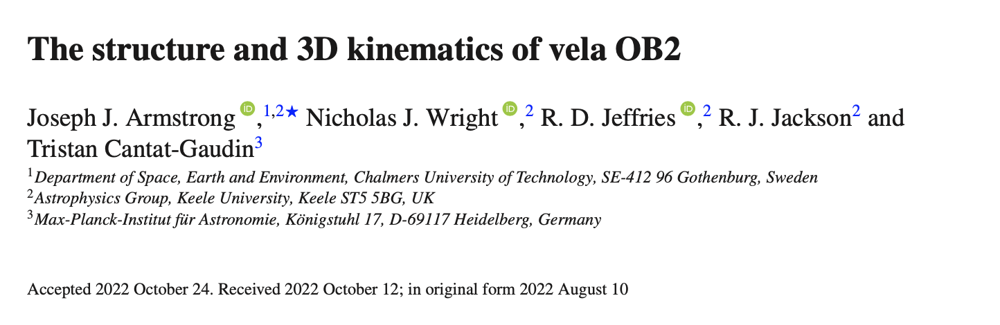 The structure and 3D kinematics of vela OB2
Joseph J. Armstrong iD ,1,2★ Nicholas J. Wright iD ,2 R. D. Jeffries iD ,2 R. J. Jackson2 and
Tristan Cantat-Gaudin3
1Department of Space, Earth and Environment, Chalmers University of Technology, SE-412 96 Gothenburg, Sweden
2Astrophysics Group, Keele University, Keele ST5 5BG, UK
3Max-Planck-Institut für Astronomie, Königstuhl 17, D-69117 Heidelberg, Germany
Accepted 2022 October 24. Received 2022 October 12; in original form 2022 August 10